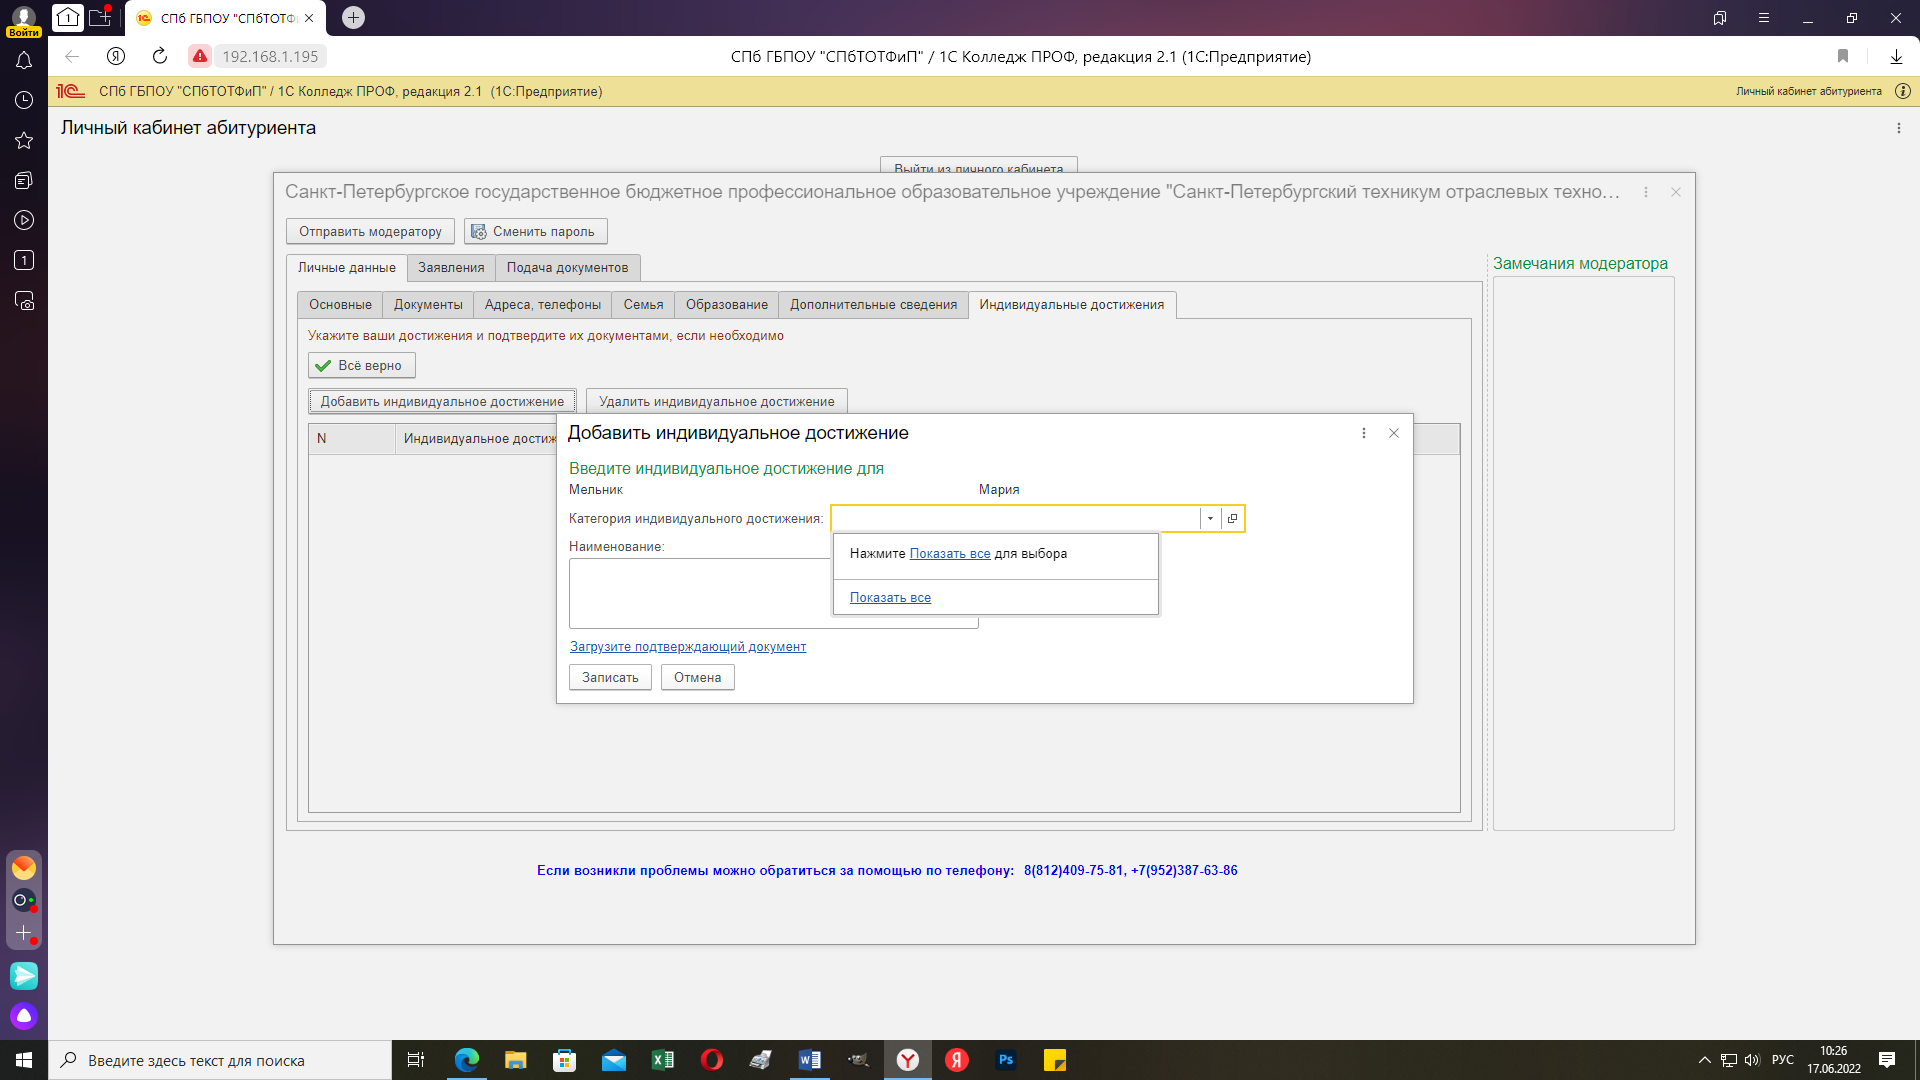 СПб ГБПОУ "СПбТОТФи
Войти
192.168.1.195
СПб ГБПОУ "СПбТОТФиП" / 1С Колледж ПРОФ, редакция 2.1 (1С:Предприятие)
СПб ГБПОУ "СПбТОТФиП" / 1С Колледж ПРОФ, редакция 2.1 (1С:Предприятие)
Личный кабинет абитуриента
Личный кабинет абитуриента
Выйти из личного кабинета
Санкт-Петербургское государственное бюджетное профессиональное образовательное учреждение "Санкт-Петербургский техникум отраслевых техно...
Отправить модератору
Сменить пароль
Личные данные
Заявления
Подача документов
Замечания модератора
Основные
Документы
Адреса, телефоны
Семья
Образование
Дополнительные сведения
Индивидуальные достижения
Укажите ваши достижения и подтвердите их документами, если необходимо
Всё верно
Добавить индивидуальное достижение
Удалить индивидуальное достижение
N
Индивидуальное достиж
Добавить индивидуальное достижение
Введите индивидуальное достижение для
Мельник
Мария
Категория индивидуального достижения:
Наименование:
Нажмите Показать все для выбора
Показать все
Загрузите подтверждающий документ
Записать
Отмена
Если возникли проблемы можно обратиться за помощью по телефону: 8(812)409-75-81, +7(952)387-63-86
Введите здесь текст для поиска
РУС
10:26
17.06.2022